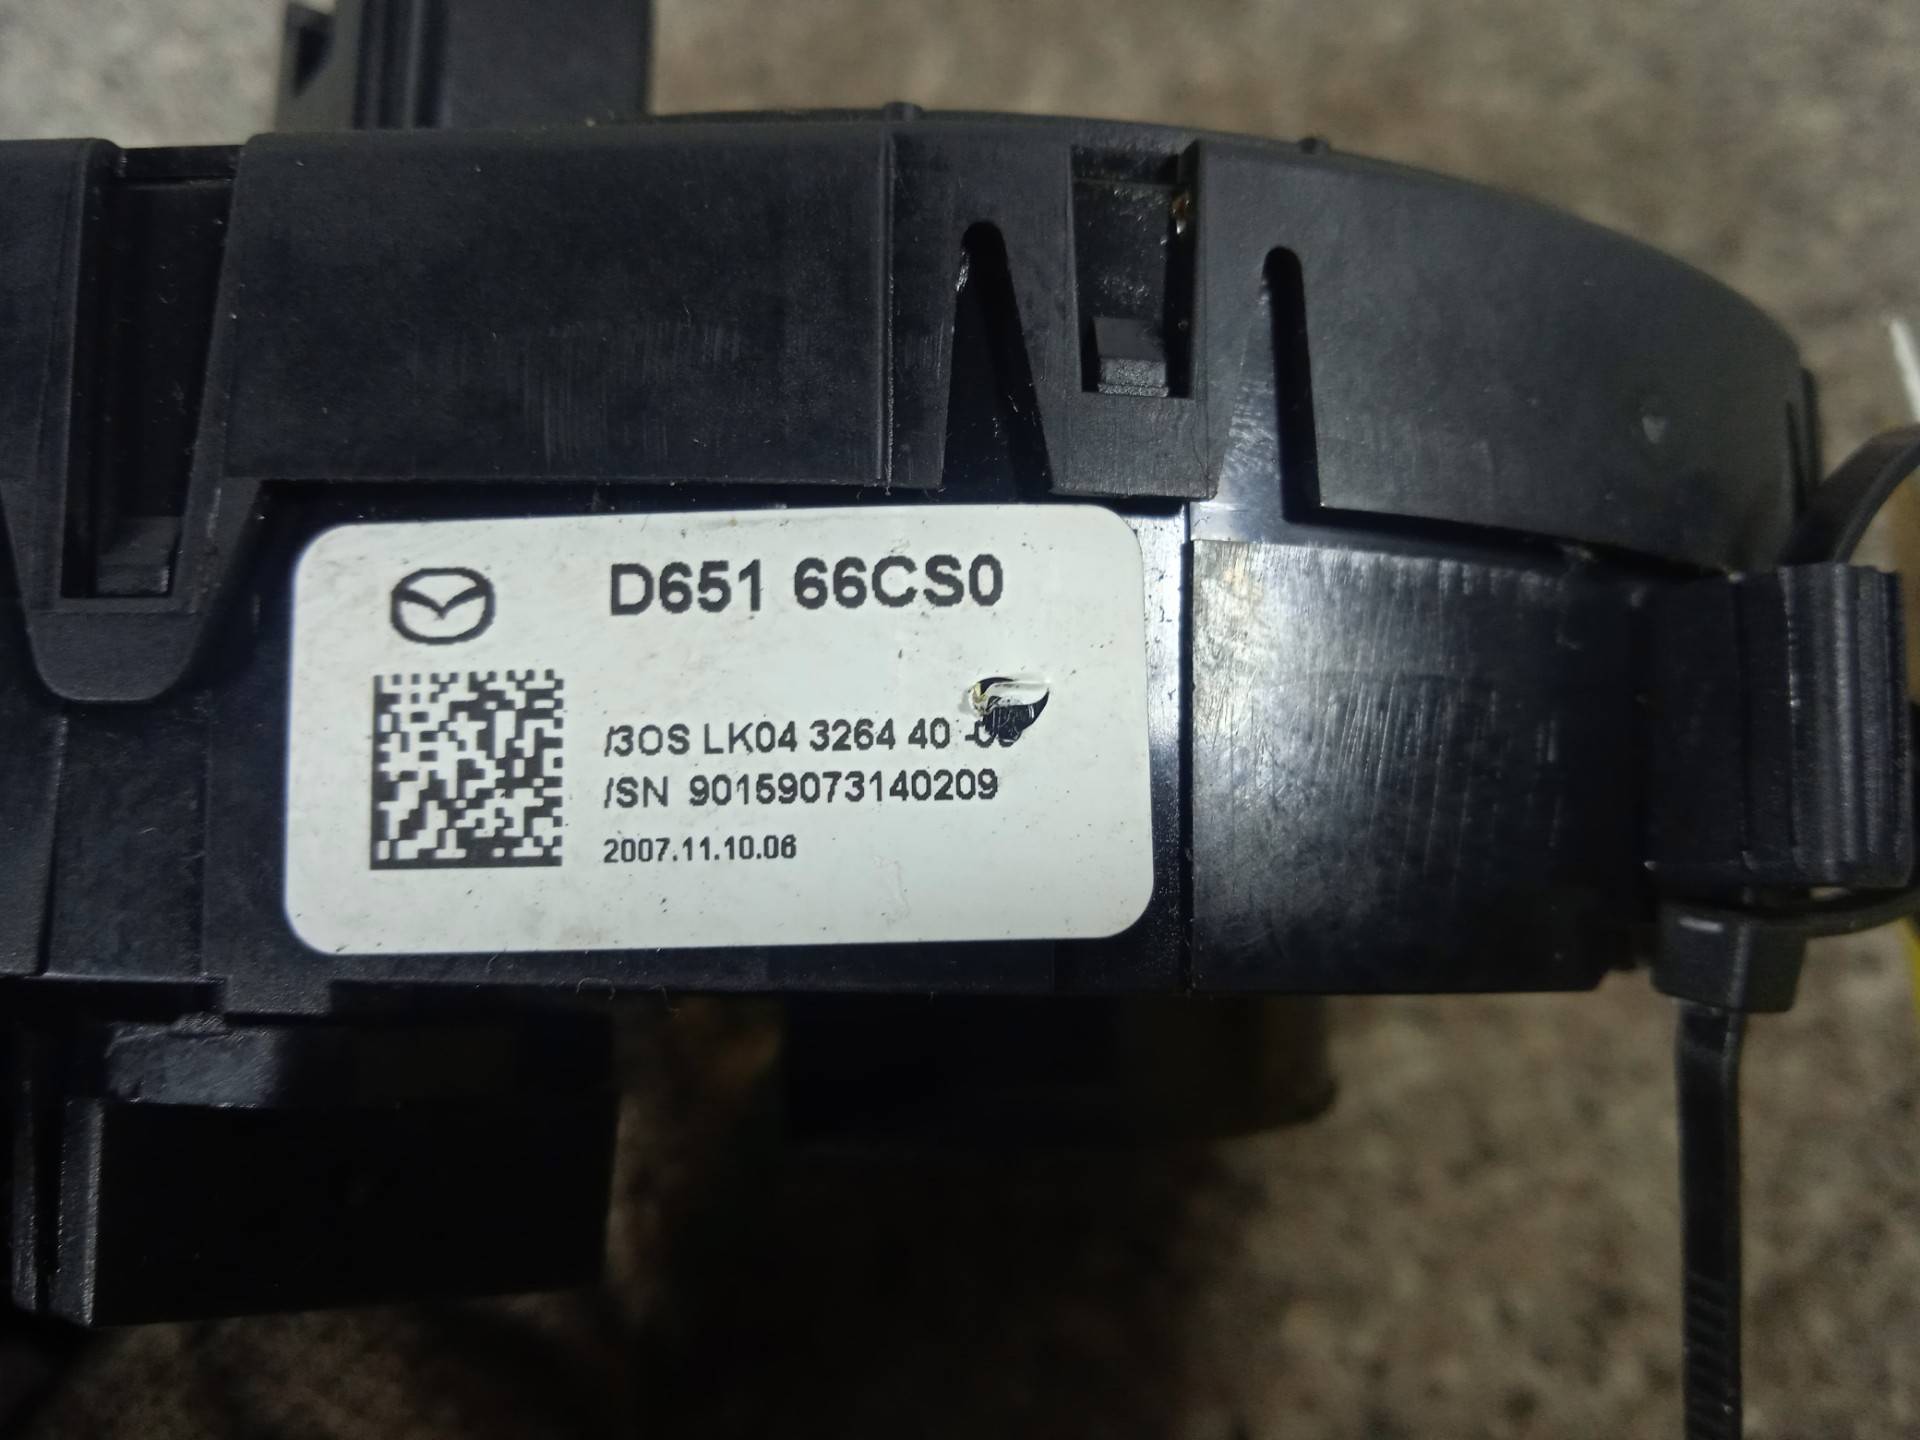 D651 66CS0
/3OS LK04 3264 40
/SN 90159073140209
2007.11.10.06